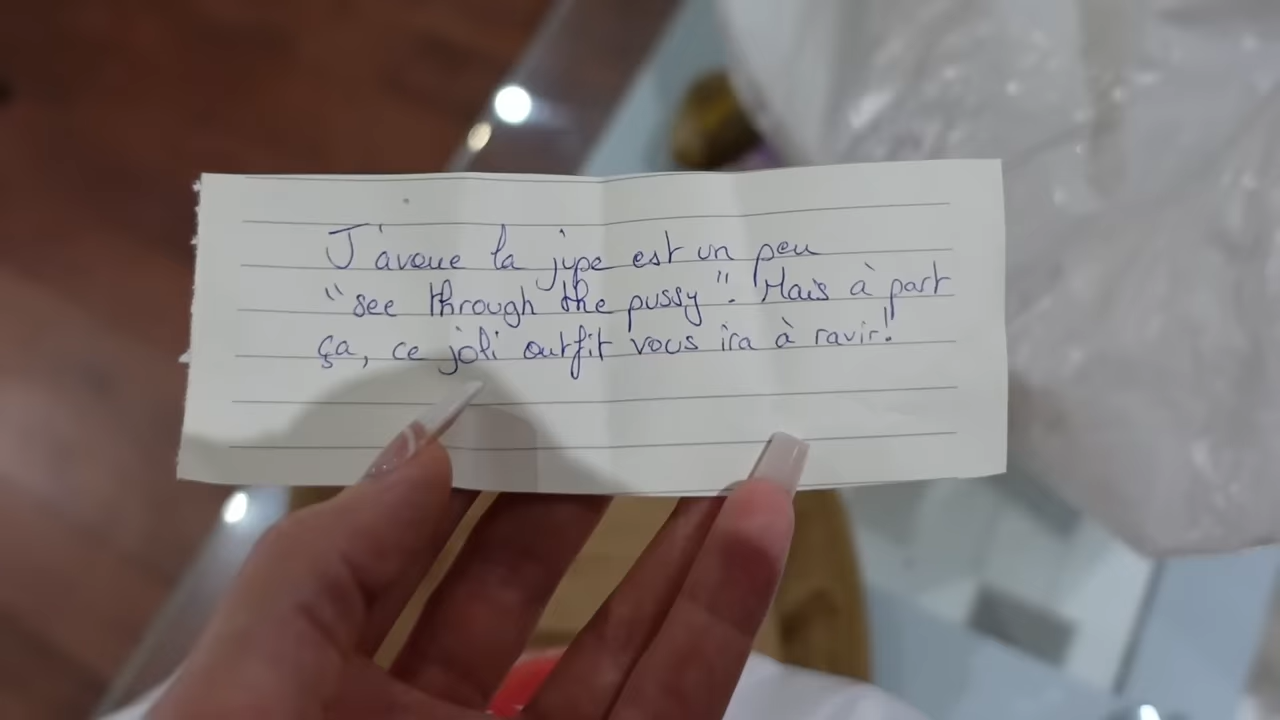 J'avoue la jupe est un peu
"see through the pussy". Mais à part
ça, ce joli outfit vous ira à ravir!